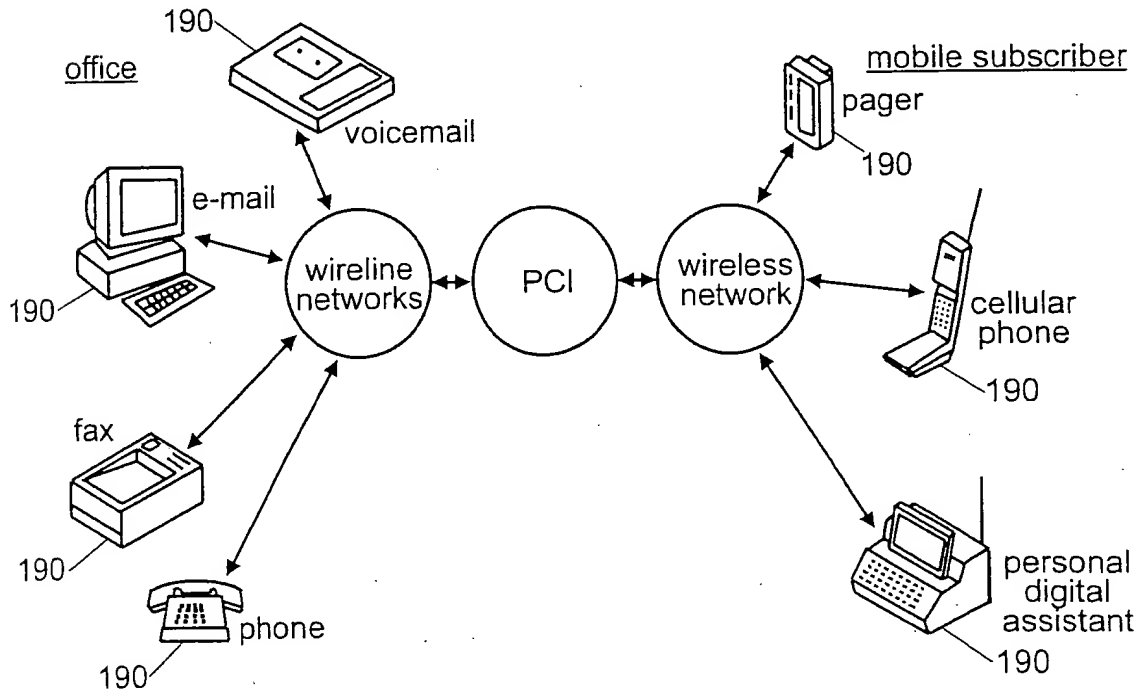 office
190
voicemail
e-mail
190
fax
190
phone
190
wireline
networks
PCI
wireless
network
mobile subscriber
pager
190
cellular
phone
190
personal
digital
assistant
190